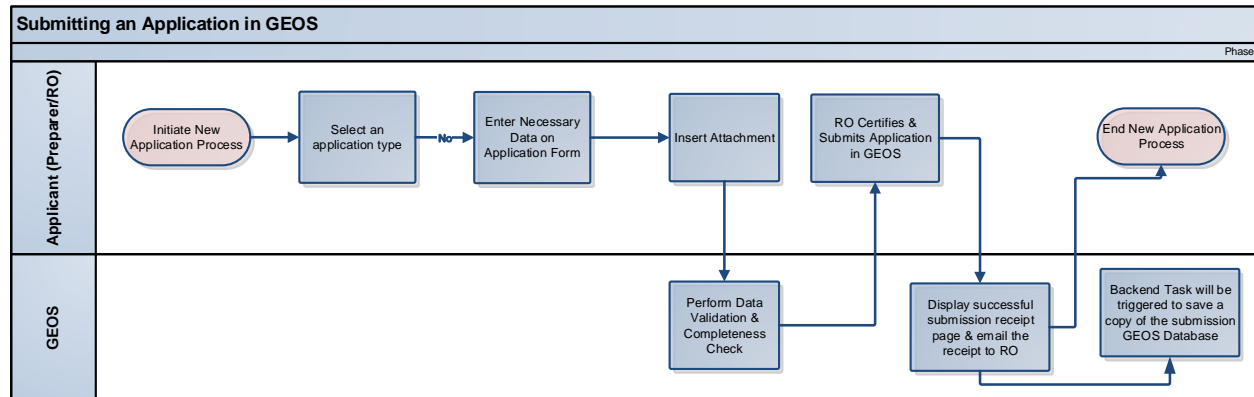 Submitting an Application in GEOS
Phase
Applicant (Preparer/RO)
Initiate New
Application Process
Select an
application type
No
Enter Necessary
Data on
Application Form
Insert Attachment
RO Certifies &
Submits Application
in GEOS
End New Application
Process
GEOS
Perform Data
Validation &
Completeness
Check
Display successful
submission receipt
page & email the
receipt to RO
Backend Task will be
triggered to save a
copy of the submission
GEOS Database